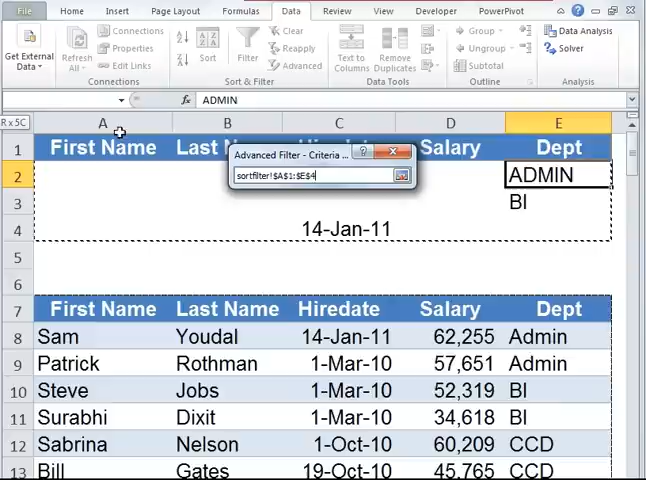 File Home Insert Page Layout Formulas Data Review View Developer PowerPivot
Get External Data
Refresh All
Connections
Properties
Edit Links
Connections
Sort
Filter
Clear
Reapply
Advanced
Sort & Filter
Text to Columns
Remove Duplicates
Data Tools
Group
Ungroup
Subtotal
Outline
Data Analysis
Solver
Analysis
fx ADMIN
R x 5C
A B C D E
1 First Name Hiredate Salary Dept
Advanced Filter - Criteria ...
sortfilter!$A$1:$E$4
2 ADMIN
3 BI
4 14-Jan-11
5
6
7 First Name Last Name Hiredate Salary Dept
8 Sam Youdal 14-Jan-11 62,255 Admin
9 Patrick Rothman 1-Mar-10 57,651 Admin
10 Steve Jobs 1-Mar-10 52,319 BI
11 Surabhi Dixit 1-Mar-10 34,618 BI
12 Sabrina Nelson 1-Oct-10 60,209 CCD
13 Bill Gates 19-Oct-10 45,765 CCD